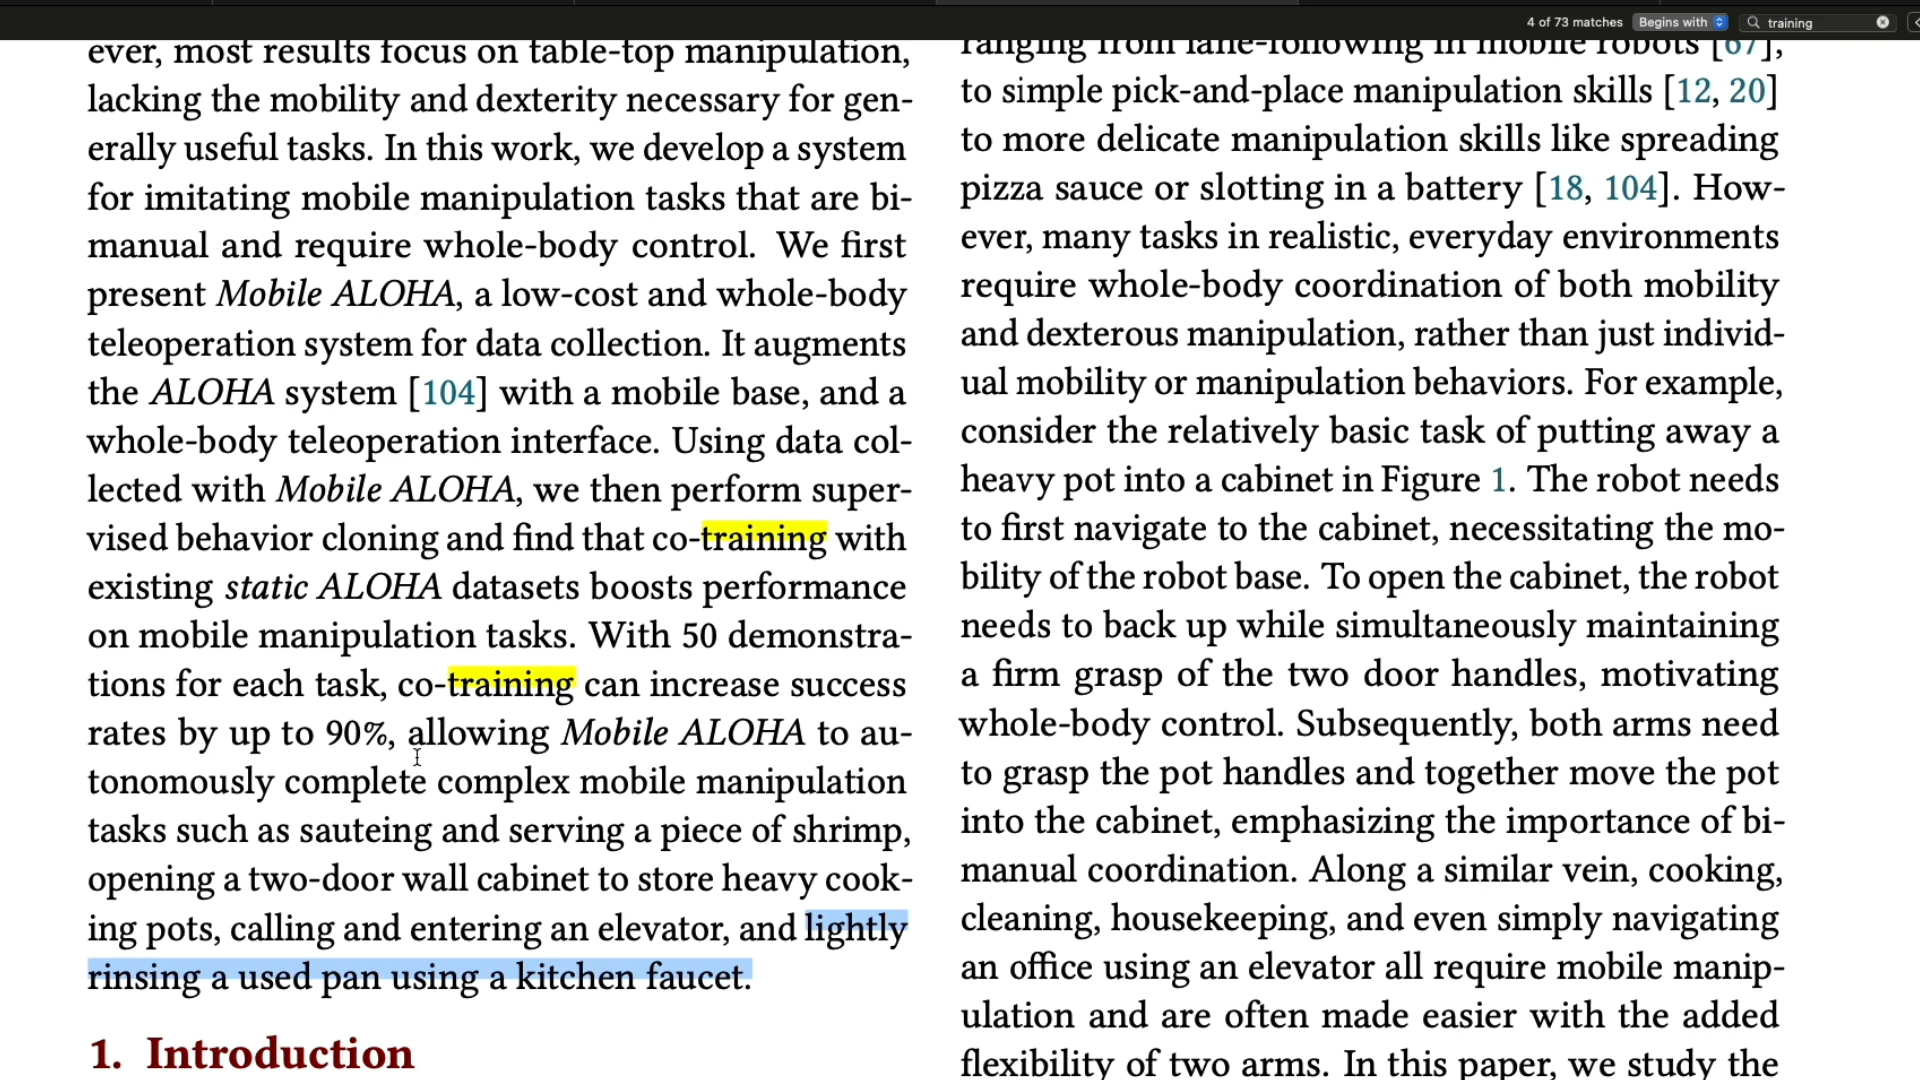 4 of 73 matches
Begins with
training
ever, most results focus on table-top manipulation,
lacking the mobility and dexterity necessary for gen-
erally useful tasks. In this work, we develop a system
for imitating mobile manipulation tasks that are bi-
manual and require whole-body control. We first
present Mobile ALOHA, a low-cost and whole-body
teleoperation system for data collection. It augments
the ALOHA system [104] with a mobile base, and a
whole-body teleoperation interface. Using data col-
lected with Mobile ALOHA, we then perform super-
vised behavior cloning and find that co-training with
existing static ALOHA datasets boosts performance
on mobile manipulation tasks. With 50 demonstra-
tions for each task, co-training can increase success
rates by up to 90%, allowing Mobile ALOHA to au-
tonomously complete complex mobile manipulation
tasks such as sauteing and serving a piece of shrimp,
opening a two-door wall cabinet to store heavy cook-
ing pots, calling and entering an elevator, and lightly
rinsing a used pan using a kitchen faucet.
1. Introduction
ranging from lane-following in mobile robots [67],
to simple pick-and-place manipulation skills [12, 20]
to more delicate manipulation skills like spreading
pizza sauce or slotting in a battery [18, 104]. How-
ever, many tasks in realistic, everyday environments
require whole-body coordination of both mobility
and dexterous manipulation, rather than just individ-
ual mobility or manipulation behaviors. For example,
consider the relatively basic task of putting away a
heavy pot into a cabinet in Figure 1. The robot needs
to first navigate to the cabinet, necessitating the mo-
bility of the robot base. To open the cabinet, the robot
needs to back up while simultaneously maintaining
a firm grasp of the two door handles, motivating
whole-body control. Subsequently, both arms need
to grasp the pot handles and together move the pot
into the cabinet, emphasizing the importance of bi-
manual coordination. Along a similar vein, cooking,
cleaning, housekeeping, and even simply navigating
an office using an elevator all require mobile manip-
ulation and are often made easier with the added
flexibility of two arms. In this paper, we study the